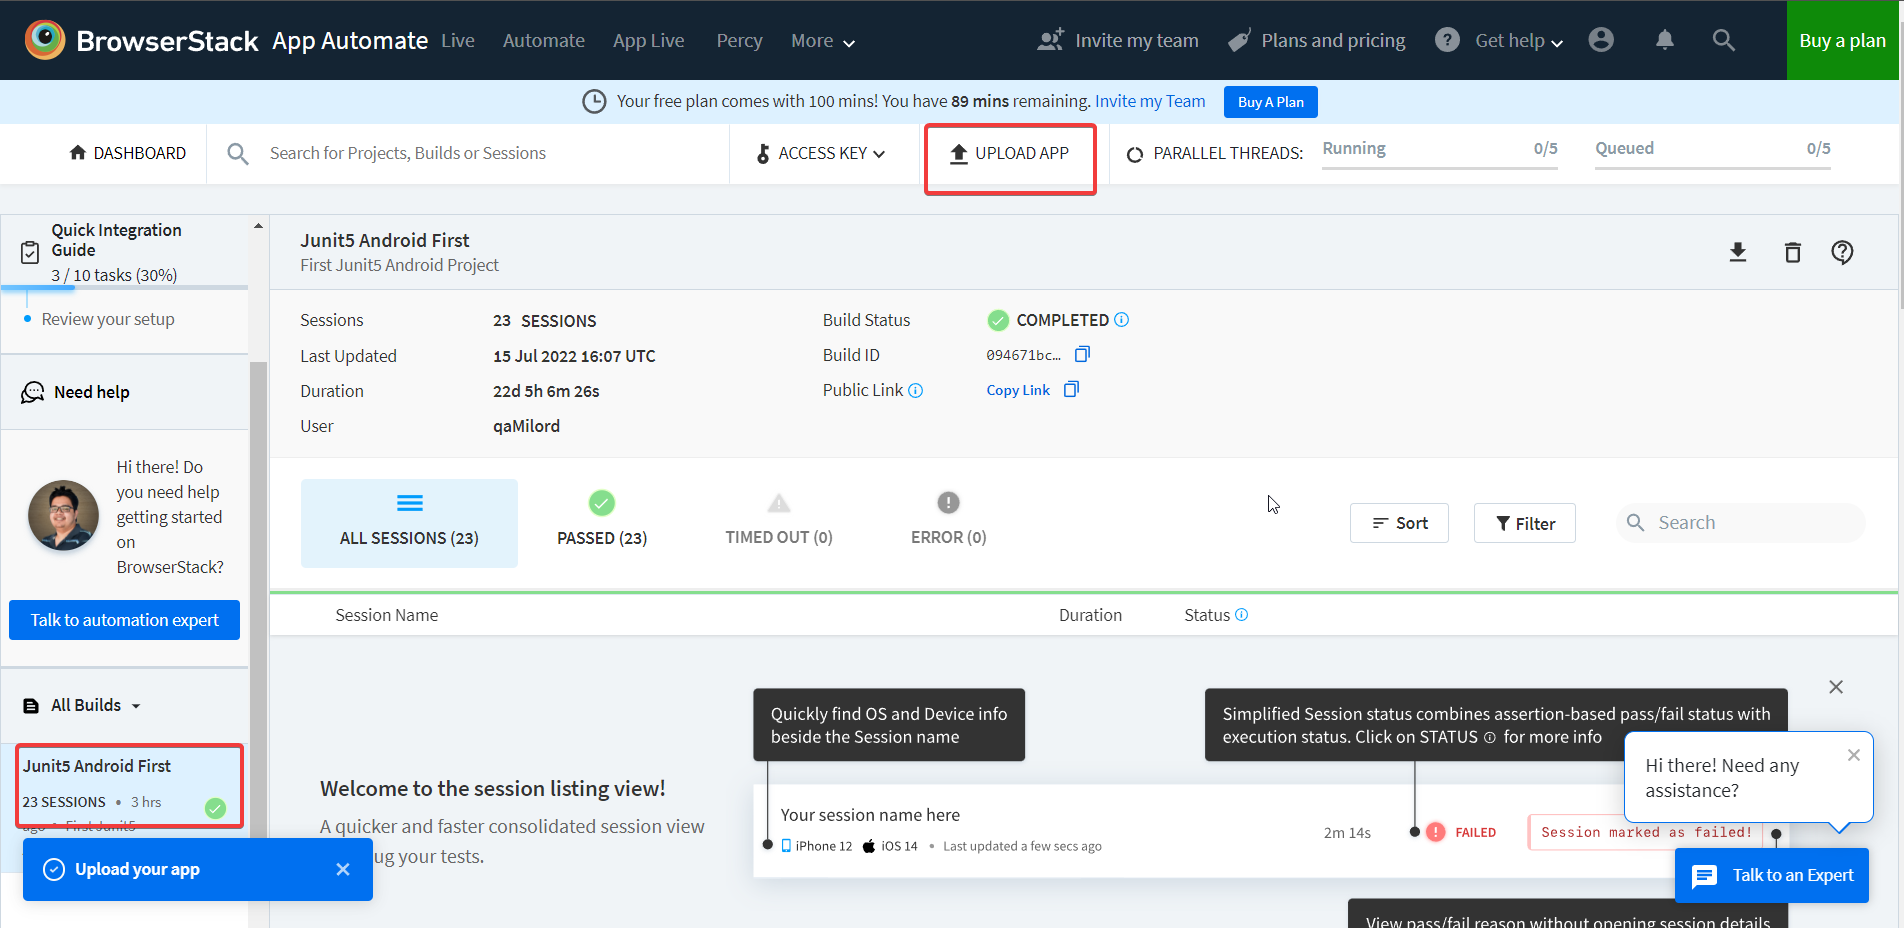 BrowserStack App Automate Live Automate App Live Percy More Invite my team Plans and pricing Get help Buy a plan
Your free plan comes with 100 mins! You have 89 mins remaining. Invite my Team Buy A Plan
DASHBOARD Search for Projects, Builds or Sessions ACCESS KEY UPLOAD APP PARALLEL THREADS: Running 0/5 Queued 0/5
Quick Integration
Guide
3 / 10 tasks (30%)
Review your setup
Need help
Hi there! Do
you need help
getting started
on
BrowserStack?
Talk to automation expert
All Builds
Junit5 Android First
23 SESSIONS • 3 hrs
ago • First Junit5
Upload your app
Junit5 Android First
First Junit5 Android Project
Sessions 23 SESSIONS
Last Updated 15 Jul 2022 16:07 UTC
Duration 22d 5h 6m 26s
User qaMilord
Build Status COMPLETED
Build ID 094671bc…
Public Link Copy Link
ALL SESSIONS (23) PASSED (23) TIMED OUT (0) ERROR (0)
Sort Filter Search
Session Name Duration Status
Quickly find OS and Device info
beside the Session name
Simplified Session status combines assertion-based pass/fail status with
execution status. Click on STATUS for more info
Welcome to the session listing view!
A quicker and faster consolidated session view
ug your tests.
Your session name here
iPhone 12 iOS 14 • Last updated a few secs ago
2m 14s FAILED Session marked as failed!
Hi there! Need any
assistance?
Talk to an Expert
View pass/fail reason without opening session details